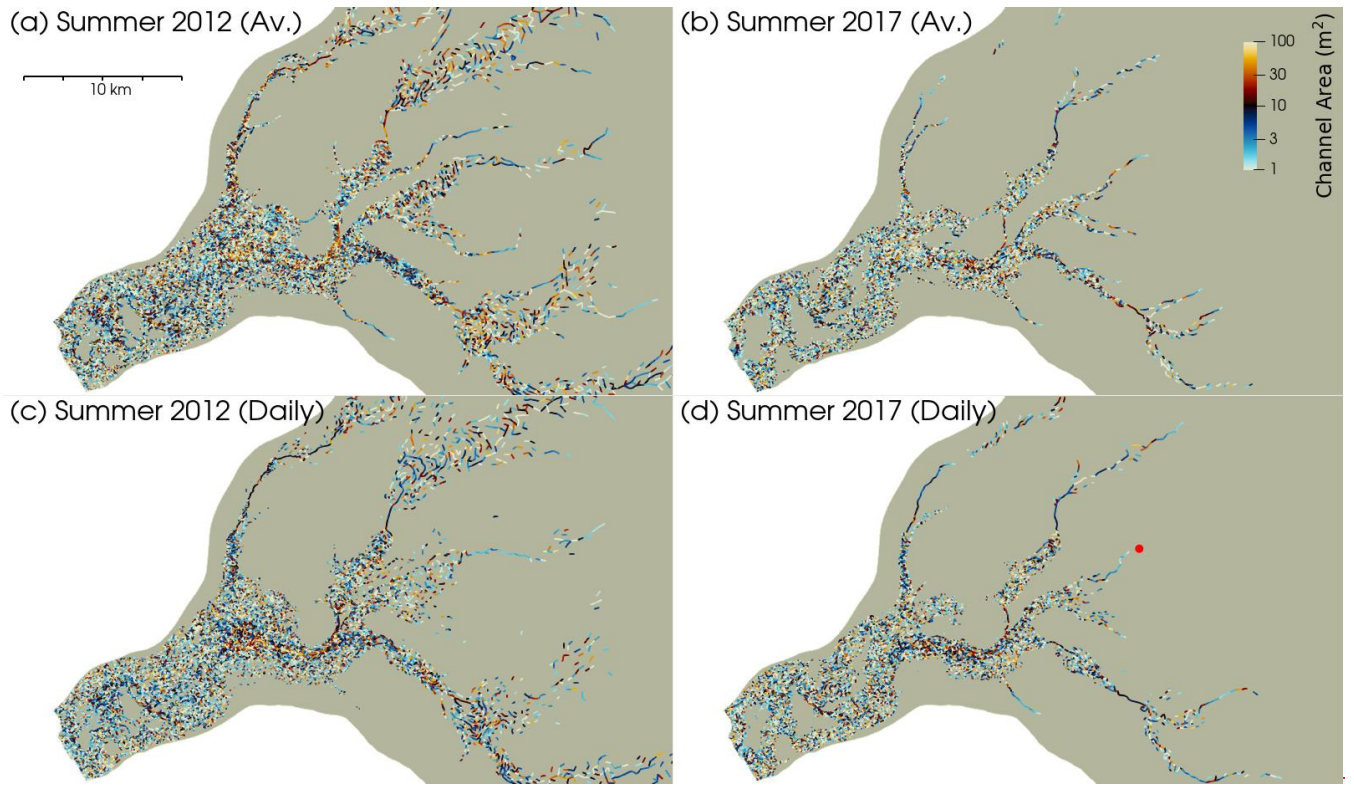 (a) Summer 2012 (Av.)
10 km
(b) Summer 2017 (Av.)
100
30
10
3
1
Channel Area (m²)
(c) Summer 2012 (Daily)
(d) Summer 2017 (Daily)